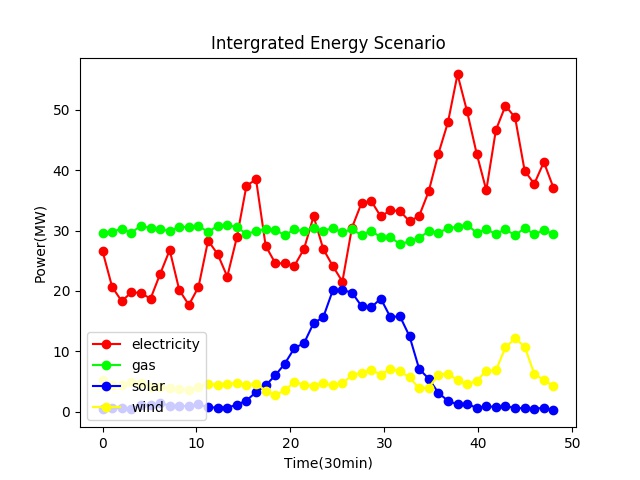 Intergrated Energy Scenario
Power(MW)
50
40
30
20
10
0
electricity
gas
solar
wind
0 10 20 30 40 50
Time(30min)